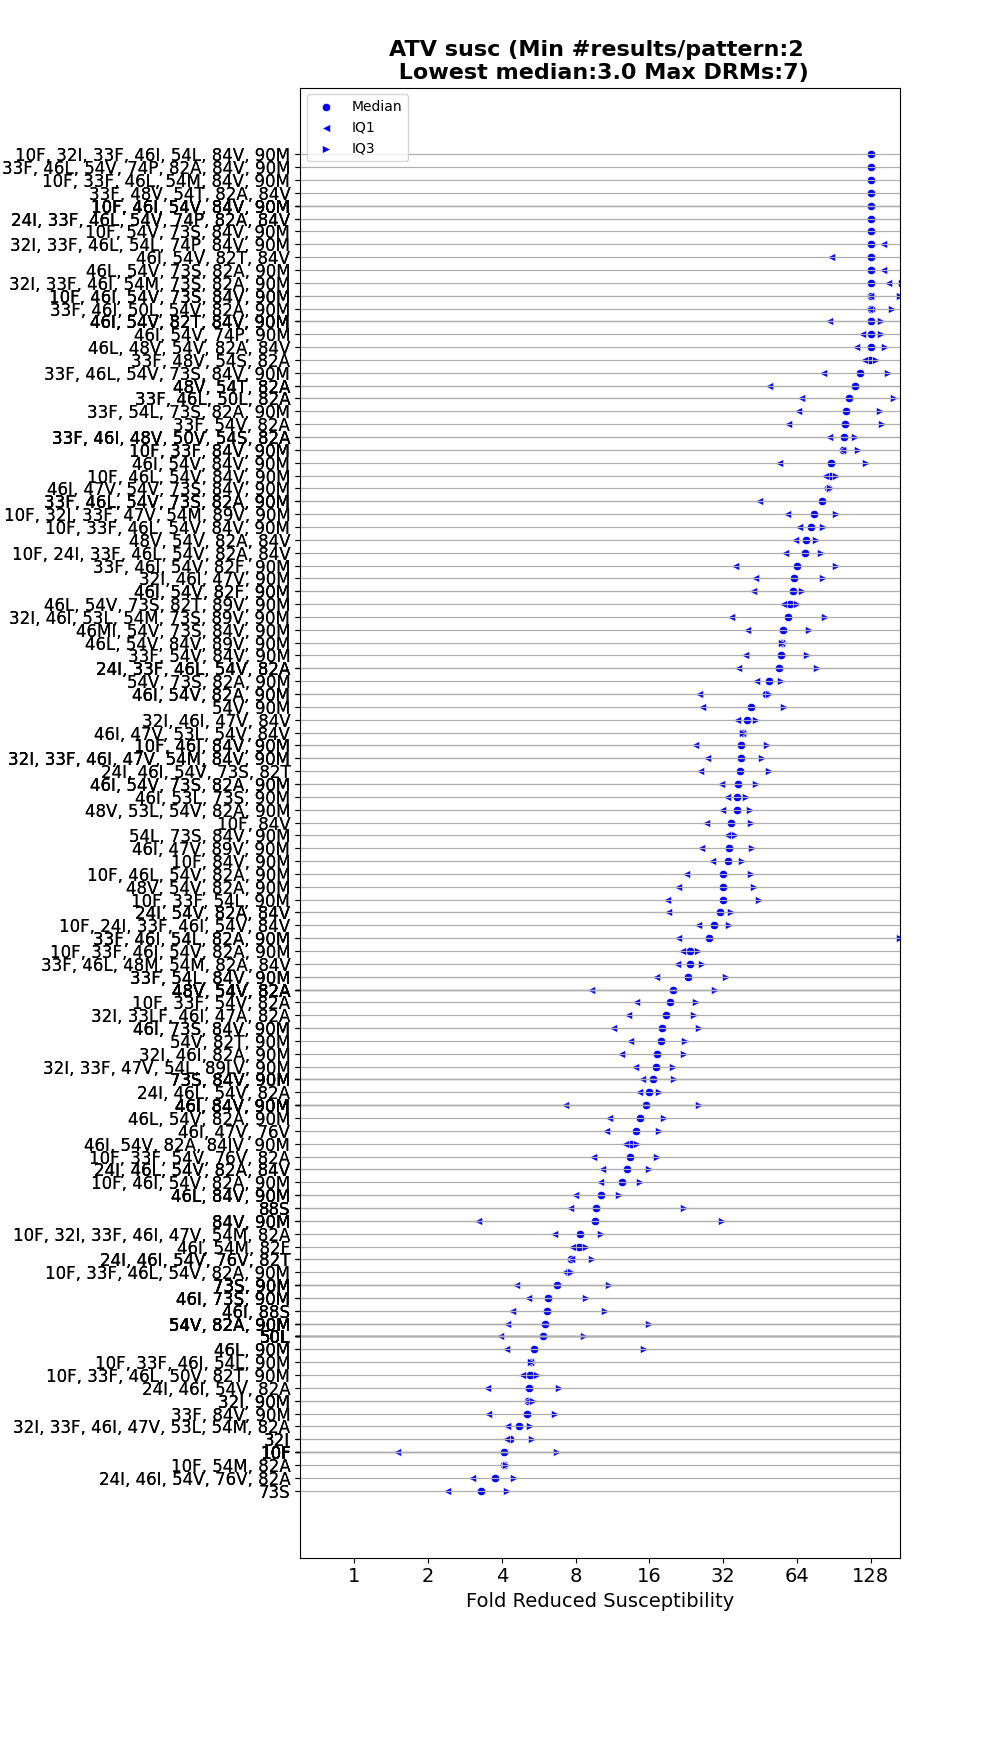 ATV susc (Min #results/pattern:2
Lowest median:3.0 Max DRMs:7)
Median
IQ1
IQ3
10F, 32I, 33F, 46I, 54L, 84V, 90M
33F, 46L, 54V, 74P, 82A, 84V, 90M
10F, 33F, 46L, 54M, 84V, 90M
33F, 48V, 54T, 82A, 84V
10F, 46I, 54V, 84V, 90M
24I, 33F, 46L, 54V, 74P, 82A, 84V
10F, 54V, 73S, 84V, 90M
32I, 33F, 46L, 54L, 74P, 84V, 90M
46I, 54V, 82T, 84V
46L, 54V, 73S, 82A, 90M
32I, 33F, 46I, 54M, 73S, 82A, 90M
10F, 46I, 54V, 73S, 84V, 90M
33F, 46I, 50L, 54V, 82A, 90M
46I, 54V, 82T, 84V, 90M
46I, 54V, 74P, 90M
46L, 48V, 54V, 82A, 84V
33F, 48V, 54S, 82A
33F, 46L, 54V, 73S, 84V, 90M
48V, 54T, 82A
33F, 46L, 50L, 82A
33F, 54L, 73S, 82A, 90M
33F, 54V, 82A
33F, 46I, 48V, 50V, 54S, 82A
10F, 33F, 84V, 90M
46I, 54V, 84V, 90M
10F, 46L, 54V, 84V, 90M
46I, 47V, 54V, 73S, 84V, 90M
33F, 46L, 54V, 73S, 82A, 90M
10F, 32I, 33F, 47V, 54M, 89V, 90M
10F, 33F, 46L, 54V, 84V, 90M
48V, 54V, 82A, 84V
10F, 24I, 33F, 46L, 54V, 82A, 84V
33F, 46I, 54V, 82F, 90M
32I, 46I, 47V, 90M
46I, 54V, 82F, 90M
46L, 54V, 73S, 82T, 89V, 90M
32I, 46I, 53L, 54M, 73S, 89V, 90M
46MI, 54V, 73S, 84V, 90M
46L, 54V, 84V, 89V, 90M
33F, 54V, 84V, 90M
24I, 33F, 46L, 54V, 82A
54V, 73S, 82A, 90M
46I, 54V, 82A, 90M
54V, 90M
32I, 46I, 47V, 84V
46I, 47V, 53L, 54V, 84V
10F, 46I, 84V, 90M
32I, 33F, 46I, 47V, 54M, 84V, 90M
24I, 46I, 54V, 73S, 82T
46I, 54V, 73S, 82A, 90M
46I, 53L, 73S, 90M
48V, 53L, 54V, 82A, 90M
10F, 84V
54L, 73S, 84V, 90M
46I, 47V, 89V, 90M
10F, 84V, 90M
10F, 46L, 54V, 82A, 90M
48V, 54V, 82A, 90M
10F, 33F, 54L, 90M
24I, 54V, 82A, 84V
10F, 24I, 33F, 46I, 54V, 84V
33F, 46I, 54L, 82A, 90M
10F, 33F, 46I, 54V, 82A, 90M
33F, 46L, 48M, 54M, 82A, 84V
33F, 54L, 84V, 90M
48V, 54V, 82A
10F, 33F, 54V, 82A
32I, 33LF, 46I, 47A, 82A
46I, 73S, 84V, 90M
54V, 82T, 90M
32I, 46I, 82A, 90M
32I, 33F, 47V, 54L, 89IV, 90M
73S, 84V, 90M
24I, 46L, 54V, 82A
46I, 84V, 90M
46L, 54V, 82A, 90M
46I, 47V, 76V
46I, 54V, 82A, 84IV, 90M
10F, 33F, 54V, 76V, 82A
24I, 46L, 54V, 82A, 84V
10F, 46I, 54V, 82A, 90M
46L, 84V, 90M
88S
84V, 90M
10F, 32I, 33F, 46I, 47V, 54M, 82A
46I, 54M, 82F
24I, 46I, 54V, 76V, 82T
10F, 33F, 46L, 54V, 82A, 90M
73S, 90M
46I, 73S, 90M
46I, 88S
54V, 82A, 90M
50L
46L, 90M
10F, 33F, 46I, 54L, 90M
10F, 33F, 46L, 50V, 82T, 90M
24I, 46I, 54V, 82A
32I, 90M
33F, 84V, 90M
32I, 33F, 46I, 47V, 53L, 54M, 82A
32I
10F
10F, 54M, 82A
24I, 46I, 54V, 76V, 82A
73S
1 2 4 8 16 32 64 128
Fold Reduced Susceptibility